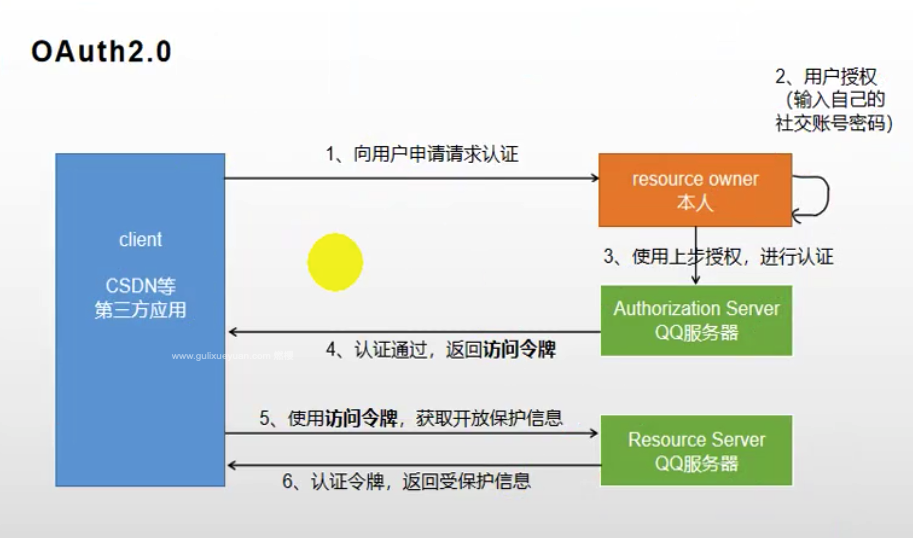 OAuth2.0
2、用户授权
（输入自己的
社交账号密码）
1、向用户申请请求认证
resource owner
本人
client
CSDN等
第三方应用
3、使用上步授权，进行认证
Authorization Server
QQ服务器
4、认证通过，返回访问令牌
5、使用访问令牌，获取开放保护信息
Resource Server
QQ服务器
6、认证令牌，返回受保护信息